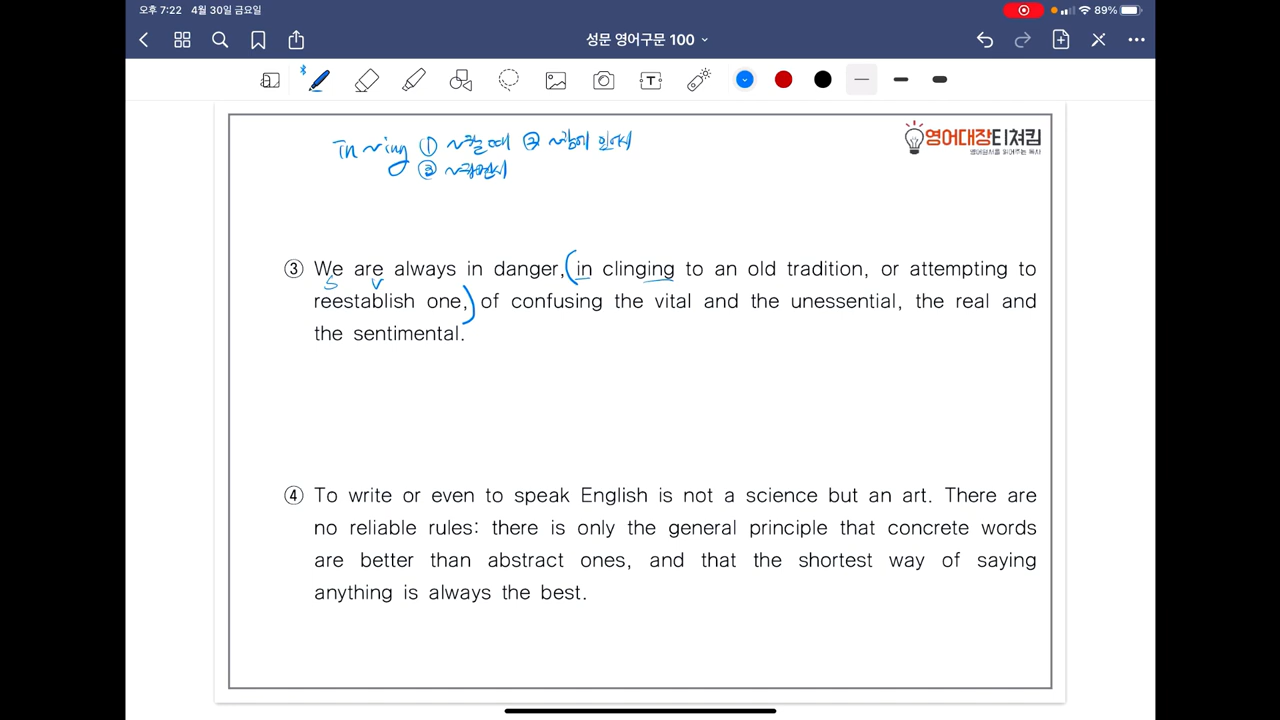 오후 7:22 4월 30일 금요일
89%
성문 영어구문 100
T
In ~ing ① ~할 때 ② ~함에 있어서
③ ~하면서
영어대장티쳐킴
③ We are always in danger, (in clinging to an old tradition, or attempting to
S V
reestablish one,) of confusing the vital and the unessential, the real and
the sentimental.
④ To write or even to speak English is not a science but an art. There are
no reliable rules: there is only the general principle that concrete words
are better than abstract ones, and that the shortest way of saying
anything is always the best.